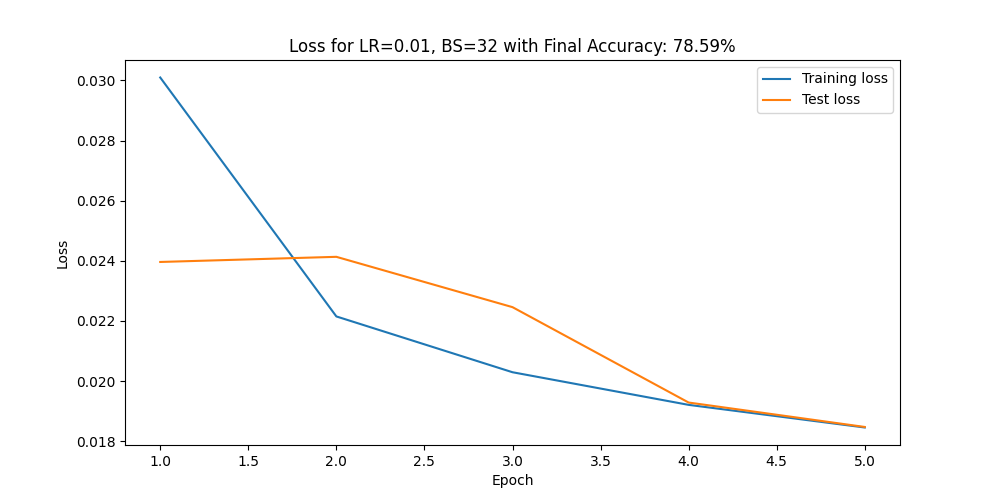 Loss for LR=0.01, BS=32 with Final Accuracy: 78.59%
Training loss
Test loss
Loss
0.030
0.028
0.026
0.024
0.022
0.020
0.018
1.0 1.5 2.0 2.5 3.0 3.5 4.0 4.5 5.0
Epoch